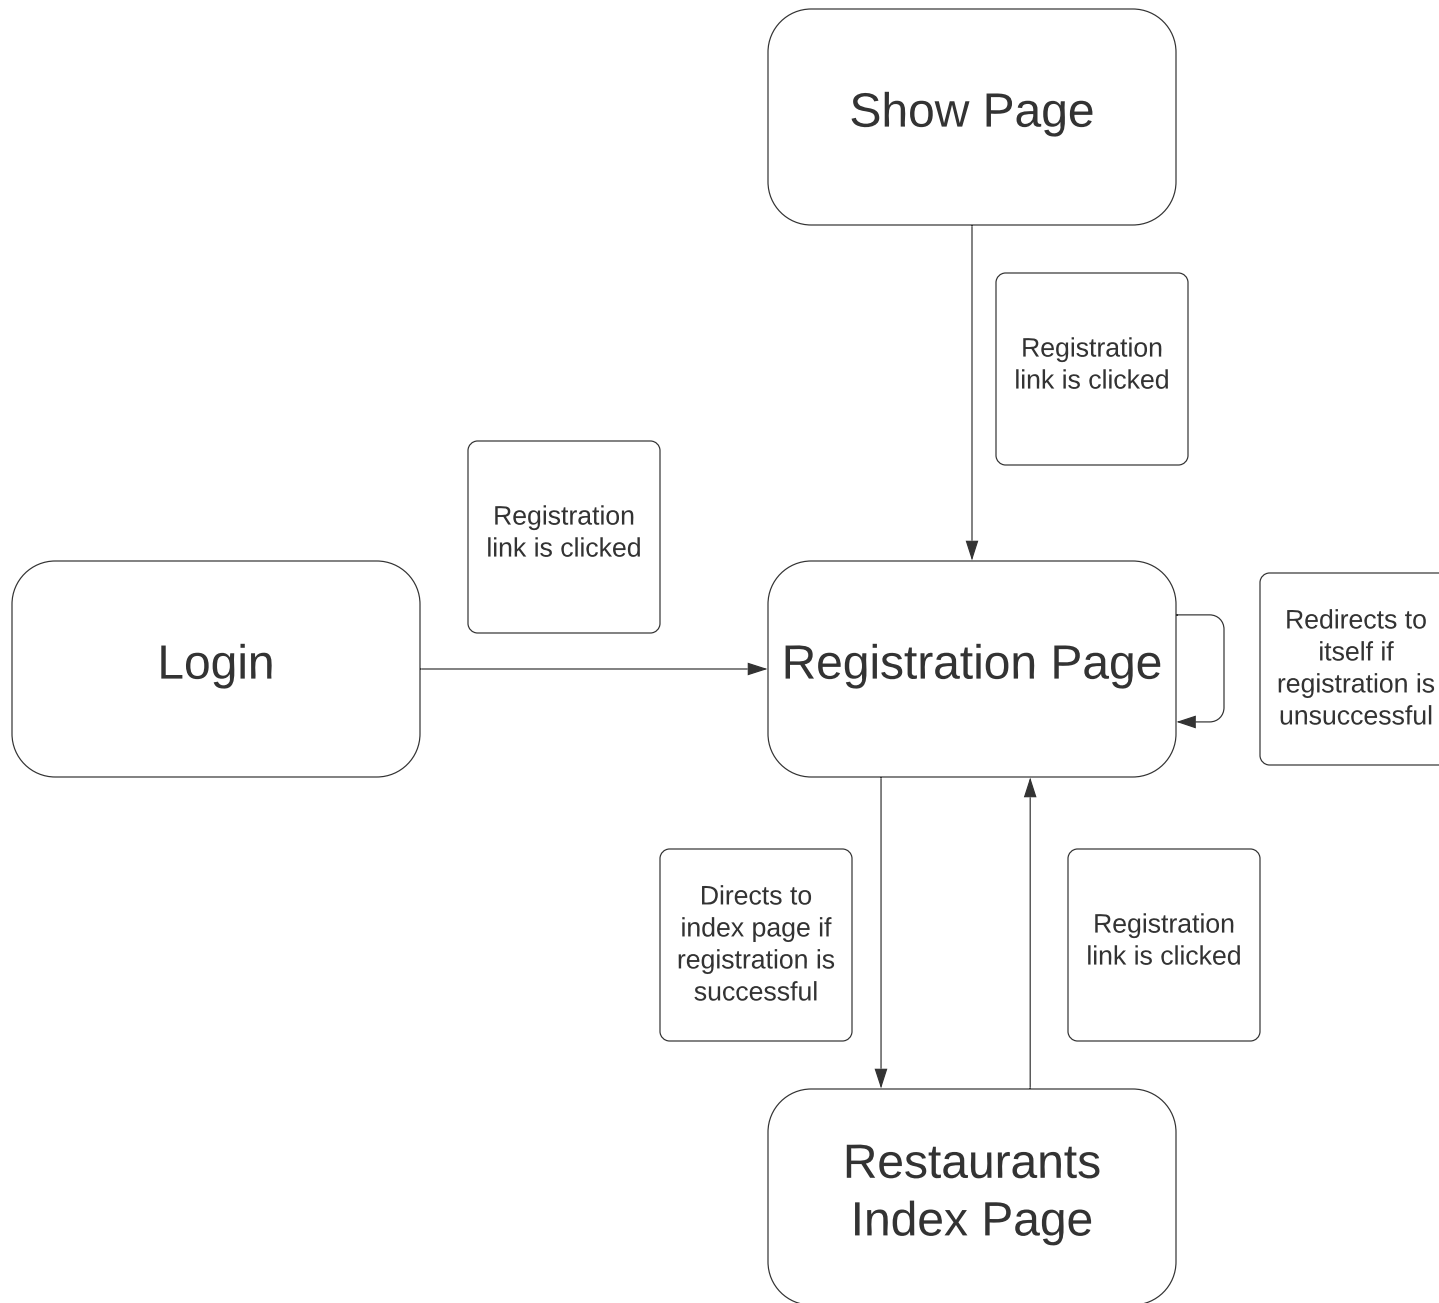 Show Page
Registration
link is clicked
Registration
link is clicked
Login
Registration Page
Redirects to
itself if
registration is
unsuccessful
Directs to
index page if
registration is
successful
Registration
link is clicked
Restaurants
Index Page